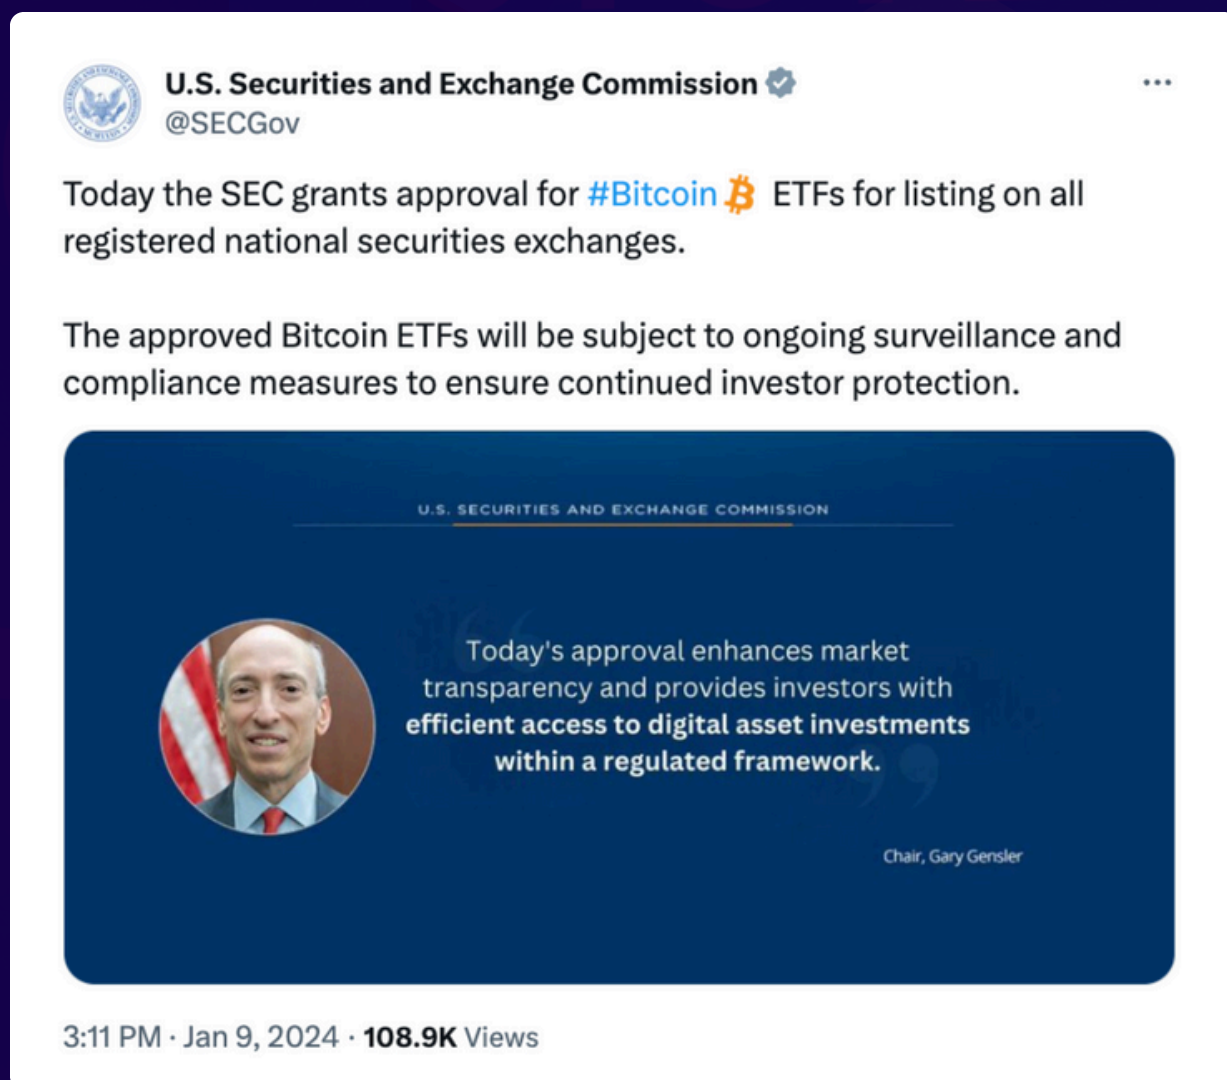 U.S. Securities and Exchange Commission
@SECGov
Today the SEC grants approval for #Bitcoin ETFs for listing on all
registered national securities exchanges.
The approved Bitcoin ETFs will be subject to ongoing surveillance and
compliance measures to ensure continued investor protection.
U.S. SECURITIES AND EXCHANGE COMMISSION
Today's approval enhances market
transparency and provides investors with
efficient access to digital asset investments
within a regulated framework.
Chair, Gary Gensler
3:11 PM · Jan 9, 2024 · 108.9K Views